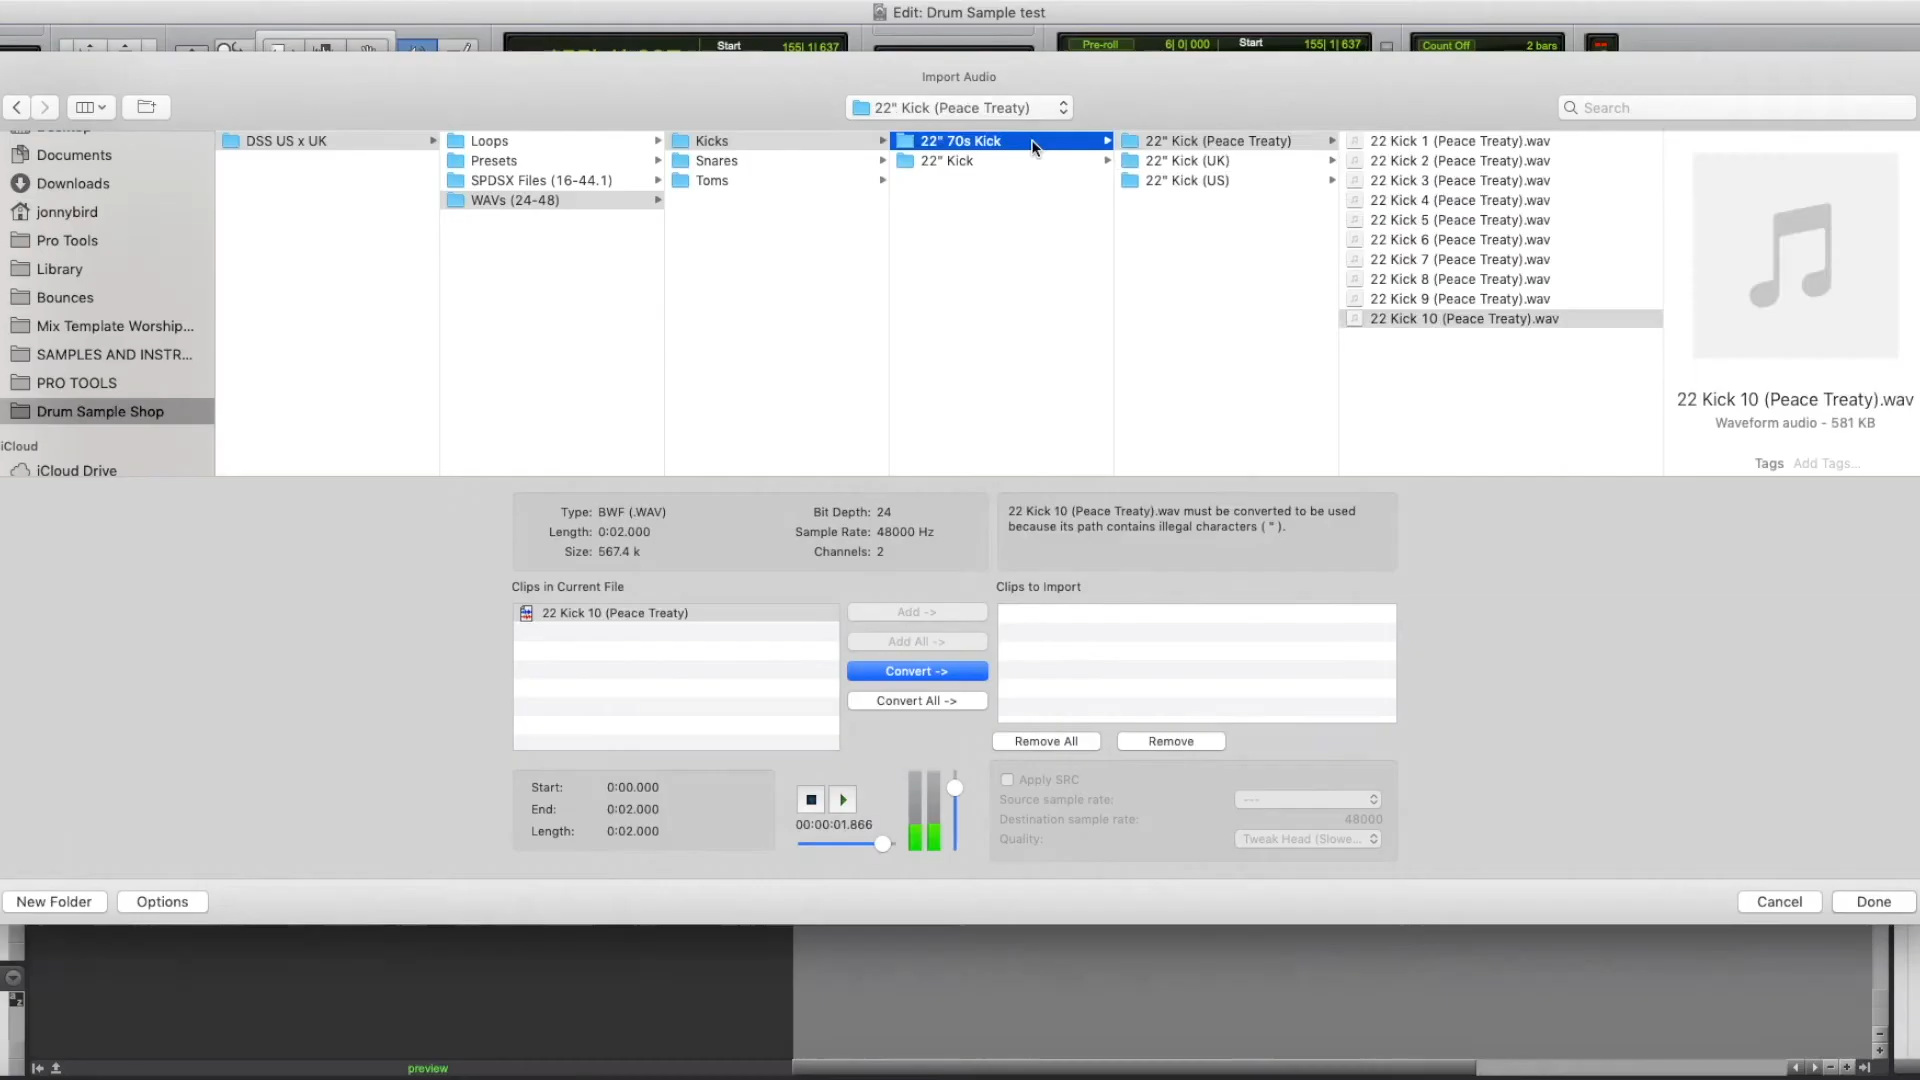 Edit: Drum Sample test
Start 155| 1| 637
Pre-roll 6| 0| 000 Start 155| 1| 637
Count Off 2 bars
Import Audio
22" Kick (Peace Treaty)
Search
Documents
Downloads
jonnybird
Pro Tools
Library
Bounces
Mix Template Worship...
SAMPLES AND INSTR...
PRO TOOLS
Drum Sample Shop
iCloud
iCloud Drive
DSS US x UK
Loops
Presets
SPDSX Files (16-44.1)
WAVs (24-48)
Kicks
Snares
Toms
22" 70s Kick
22" Kick
22" Kick (Peace Treaty)
22" Kick (UK)
22" Kick (US)
22 Kick 1 (Peace Treaty).wav
22 Kick 2 (Peace Treaty).wav
22 Kick 3 (Peace Treaty).wav
22 Kick 4 (Peace Treaty).wav
22 Kick 5 (Peace Treaty).wav
22 Kick 6 (Peace Treaty).wav
22 Kick 7 (Peace Treaty).wav
22 Kick 8 (Peace Treaty).wav
22 Kick 9 (Peace Treaty).wav
22 Kick 10 (Peace Treaty).wav
22 Kick 10 (Peace Treaty).wav
Waveform audio - 581 KB
Tags Add Tags...
Type: BWF (.WAV)
Length: 0:02.000
Size: 567.4 k
Bit Depth: 24
Sample Rate: 48000 Hz
Channels: 2
22 Kick 10 (Peace Treaty).wav must be converted to be used
because its path contains illegal characters ( " ).
Clips in Current File
22 Kick 10 (Peace Treaty)
Add ->
Add All ->
Convert ->
Convert All ->
Clips to Import
Remove All
Remove
Start: 0:00.000
End: 0:02.000
Length: 0:02.000
00:00:01.866
Apply SRC
Source sample rate: ---
Destination sample rate: 48000
Quality: Tweak Head (Slowe...
New Folder
Options
Cancel
Done
preview